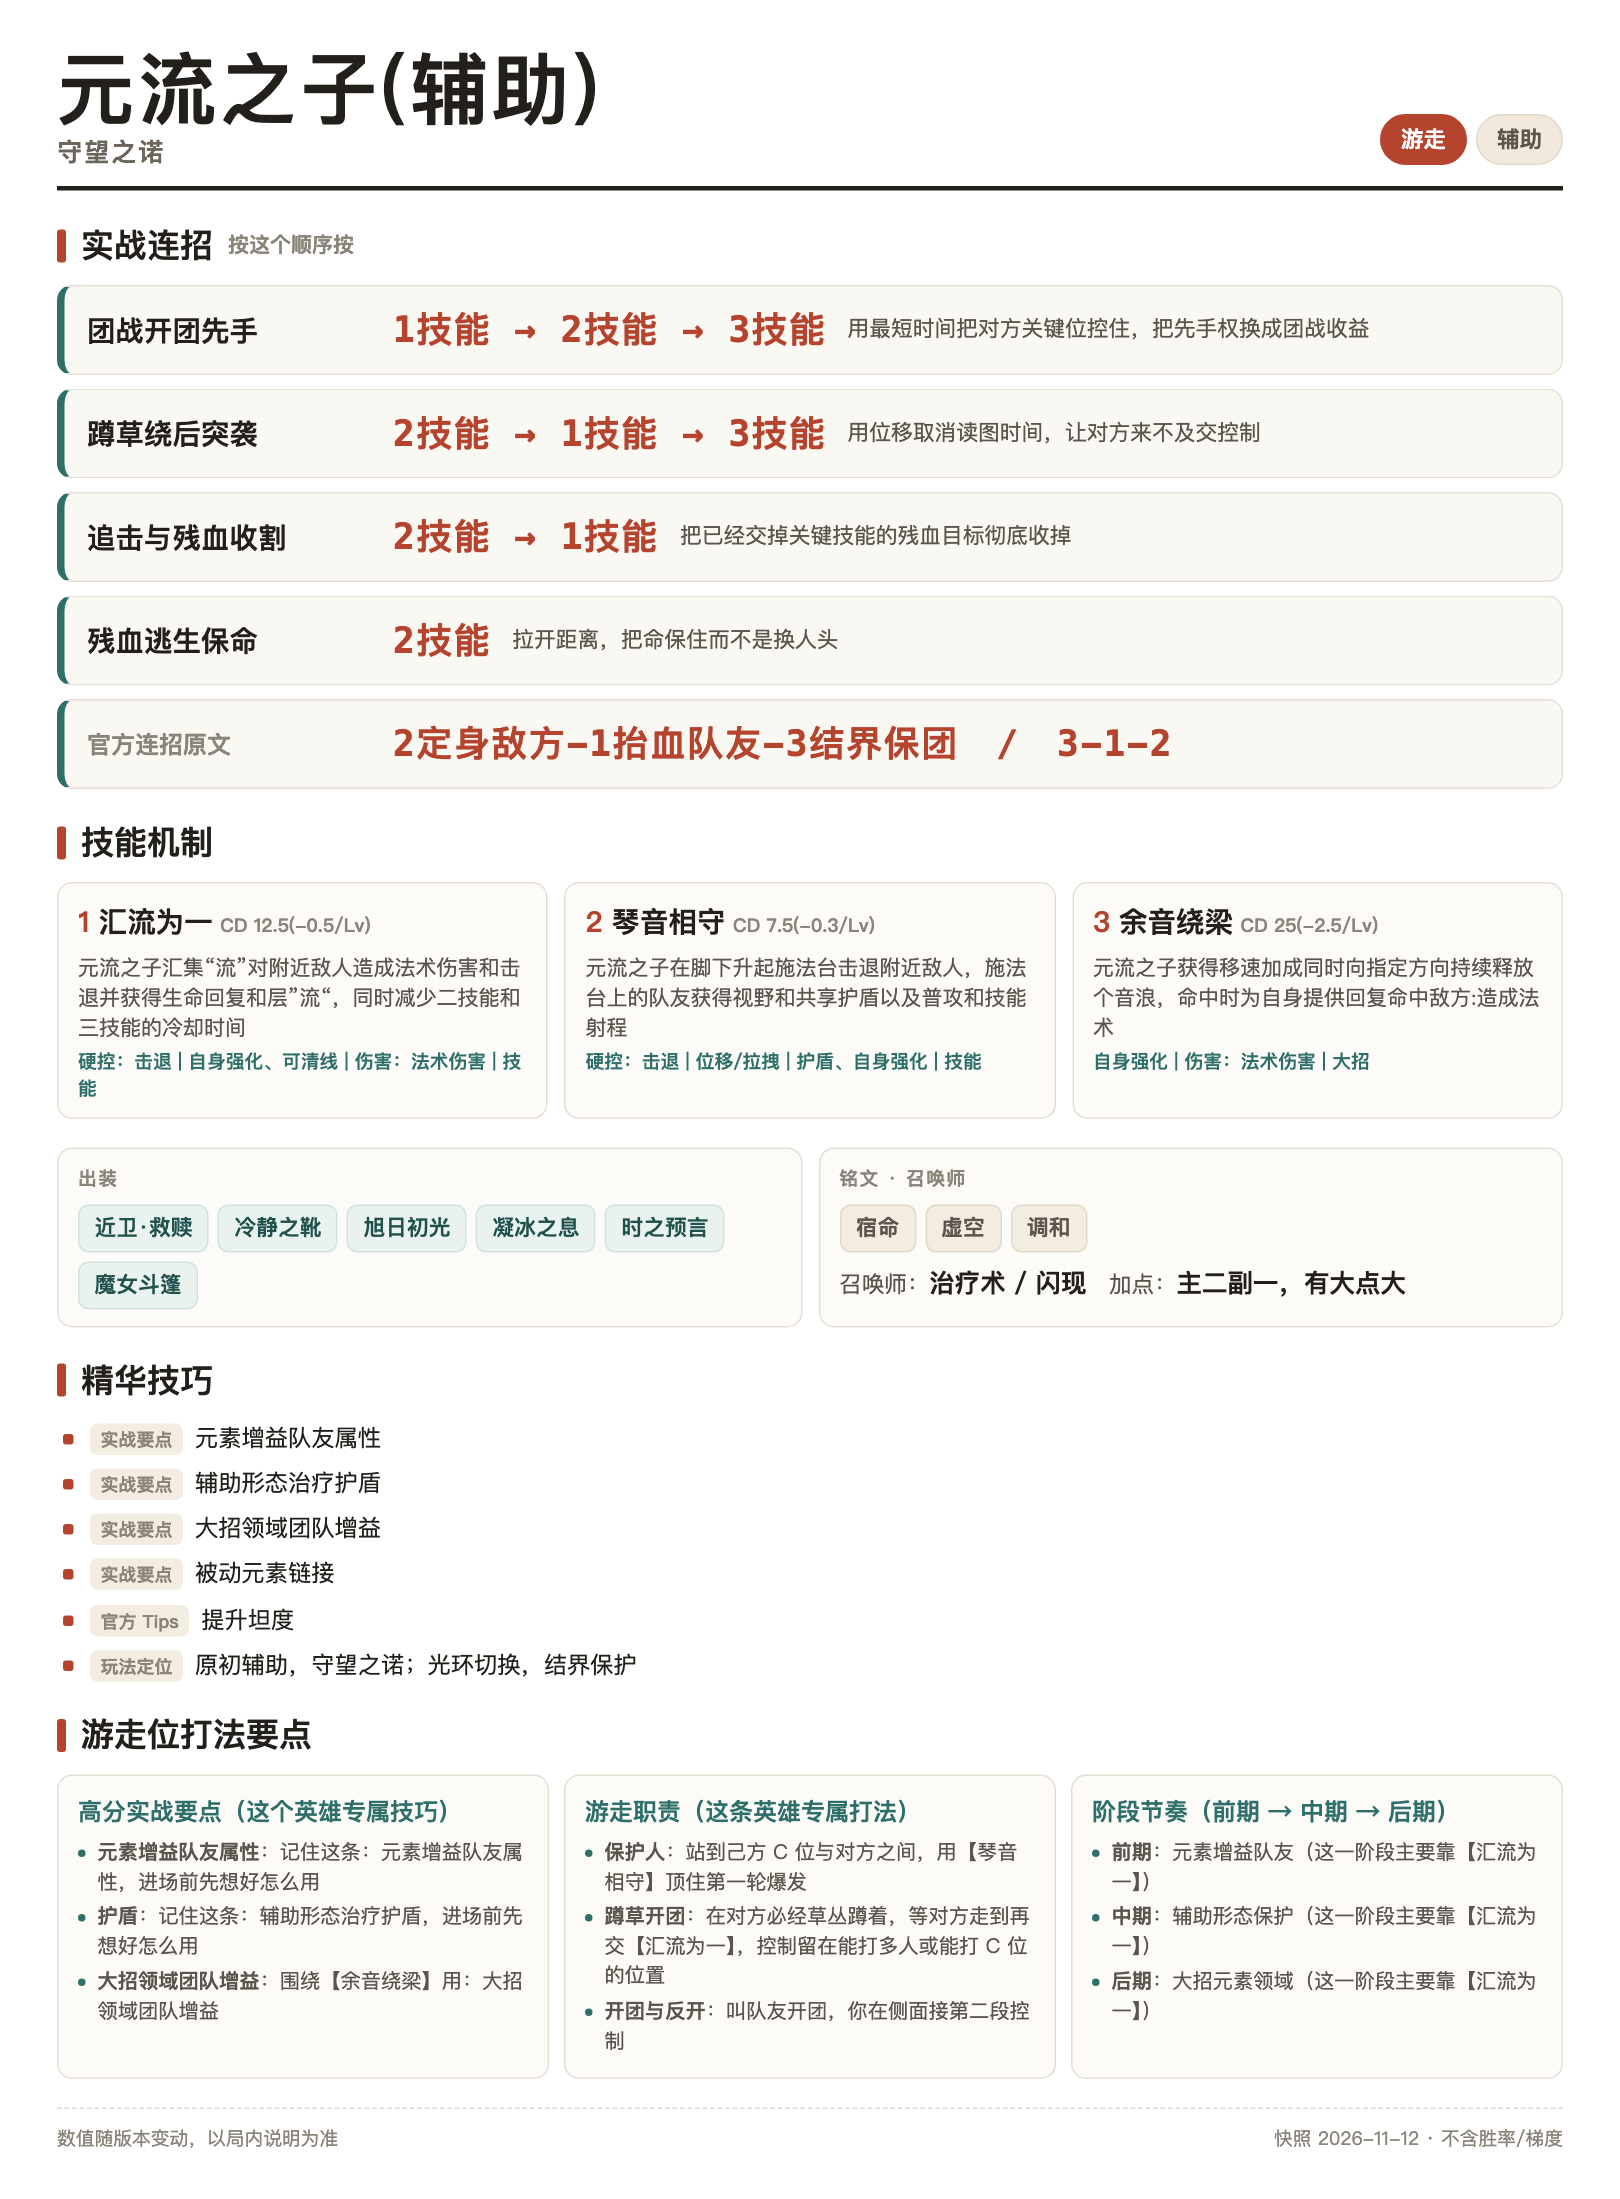 元流之子(辅助)
守望之诺
游走 辅助
实战连招 按这个顺序按
团战开团先手 1技能 → 2技能 → 3技能 用最短时间把对方关键位控住，把先手权换成团战收益
蹲草绕后突袭 2技能 → 1技能 → 3技能 用位移取消读图时间，让对方来不及交控制
追击与残血收割 2技能 → 1技能 把已经交掉关键技能的残血目标彻底收掉
残血逃生保命 2技能 拉开距离，把命保住而不是换人头
官方连招原文 2定身敌方–1抬血队友–3结界保团 / 3–1–2
技能机制
1 汇流为一 CD 12.5(−0.5/Lv)
元流之子汇集“流”对附近敌人造成法术伤害和击
退并获得生命回复和层”流“，同时减少二技能和
三技能的冷却时间
硬控：击退 | 自身强化、可清线 | 伤害：法术伤害 | 技
能
2 琴音相守 CD 7.5(−0.3/Lv)
元流之子在脚下升起施法台击退附近敌人，施法
台上的队友获得视野和共享护盾以及普攻和技能
射程
硬控：击退 | 位移/拉拽 | 护盾、自身强化 | 技能
3 余音绕梁 CD 25(−2.5/Lv)
元流之子获得移速加成同时向指定方向持续释放
个音浪，命中时为自身提供回复命中敌方:造成法
术
自身强化 | 伤害：法术伤害 | 大招
出装
近卫·救赎 冷静之靴 旭日初光 凝冰之息 时之预言
魔女斗篷
铭文 · 召唤师
宿命 虚空 调和
召唤师：治疗术 / 闪现 加点：主二副一，有大点大
精华技巧
实战要点 元素增益队友属性
实战要点 辅助形态治疗护盾
实战要点 大招领域团队增益
实战要点 被动元素链接
官方 Tips 提升坦度
玩法定位 原初辅助，守望之诺；光环切换，结界保护
游走位打法要点
高分实战要点（这个英雄专属技巧）
元素增益队友属性：记住这条：元素增益队友属
性，进场前先想好怎么用
护盾：记住这条：辅助形态治疗护盾，进场前先
想好怎么用
大招领域团队增益：围绕【余音绕梁】用：大招
领域团队增益
游走职责（这条英雄专属打法）
保护人：站到己方 C 位与对方之间，用【琴音
相守】顶住第一轮爆发
蹲草开团：在对方必经草丛蹲着，等对方走到再
交【汇流为一】，控制留在能打多人或能打 C 位
的位置
开团与反开：叫队友开团，你在侧面接第二段控
制
阶段节奏（前期 → 中期 → 后期）
前期：元素增益队友（这一阶段主要靠【汇流为
一】）
中期：辅助形态保护（这一阶段主要靠【汇流为
一】）
后期：大招元素领域（这一阶段主要靠【汇流为
一】）
数值随版本变动，以局内说明为准
快照 2026–11–12 · 不含胜率/梯度